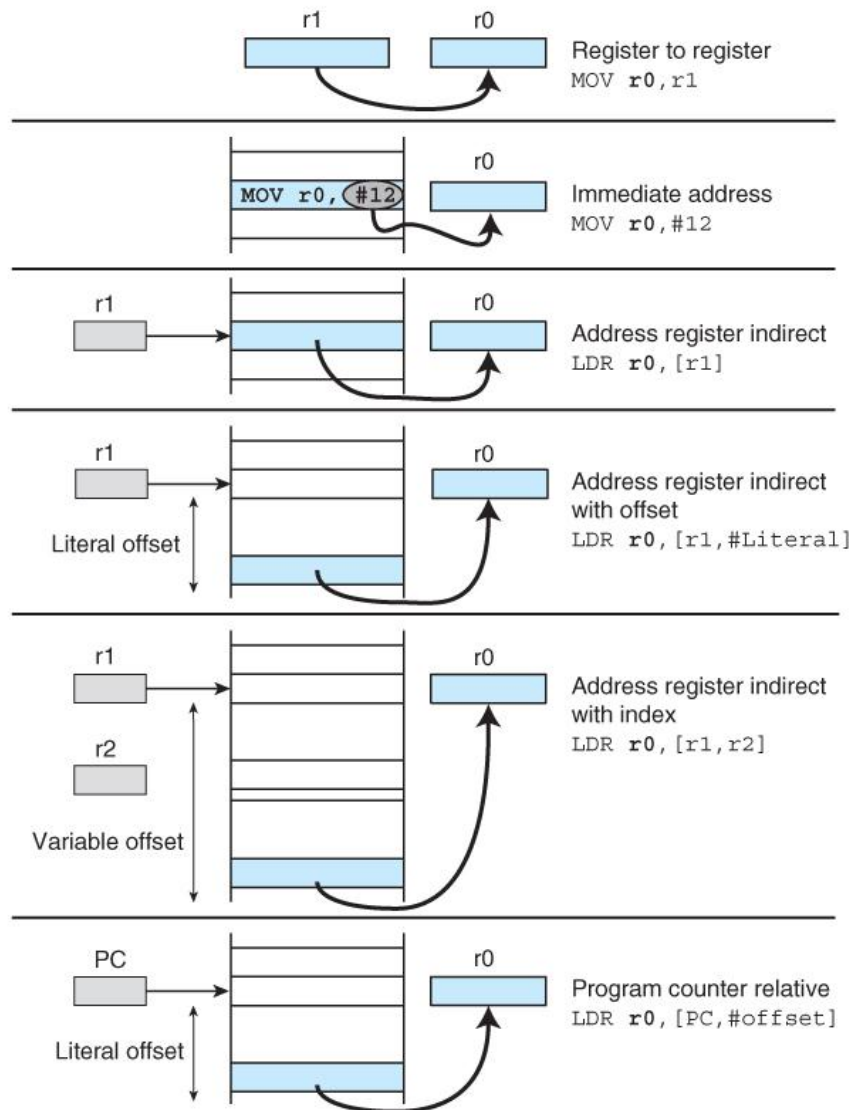 r1
r0
Register to register
MOV r0,r1
MOV r0, #12
r0
Immediate address
MOV r0,#12
r1
r0
Address register indirect
LDR r0,[r1]
r1
Literal offset
r0
Address register indirect
with offset
LDR r0,[r1,#Literal]
r1
r2
Variable offset
r0
Address register indirect
with index
LDR r0,[r1,r2]
PC
Literal offset
r0
Program counter relative
LDR r0,[PC,#offset]